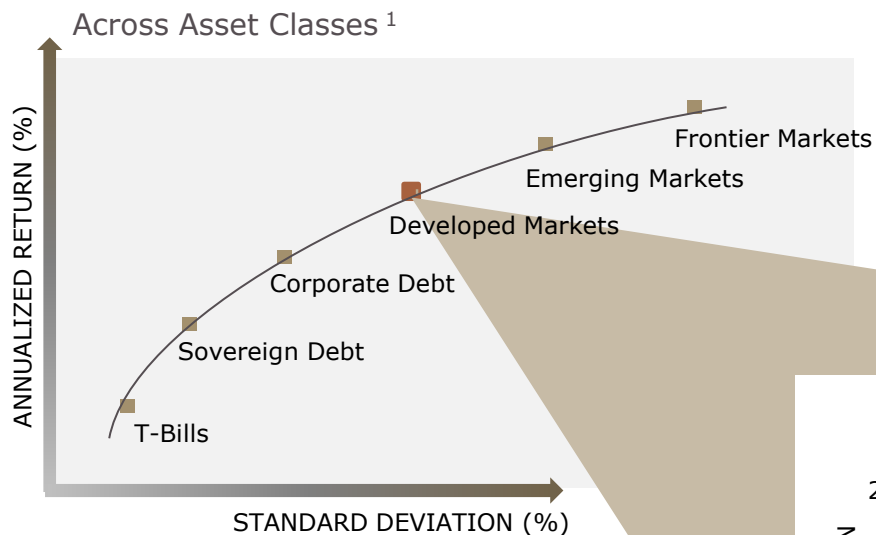 Across Asset Classes 1
ANNUALIZED RETURN (%)
Frontier Markets
Emerging Markets
Developed Markets
Corporate Debt
Sovereign Debt
T-Bills
STANDARD DEVIATION (%)
2
N